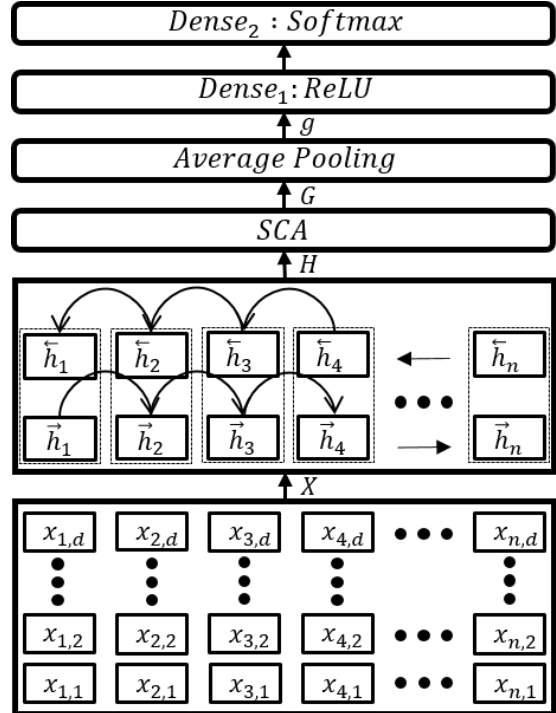 Dense₂ : Softmax
Dense₁: ReLU
g
Average Pooling
G
SCA
H
h⃖₁ h⃖₂ h⃖₃ h⃖₄ h⃖ₙ
h⃗₁ h⃗₂ h⃗₃ h⃗₄ h⃗ₙ
X
x₁,d x₂,d x₃,d x₄,d xₙ,d
x₁,₂ x₂,₂ x₃,₂ x₄,₂ xₙ,₂
x₁,₁ x₂,₁ x₃,₁ x₄,₁ xₙ,₁